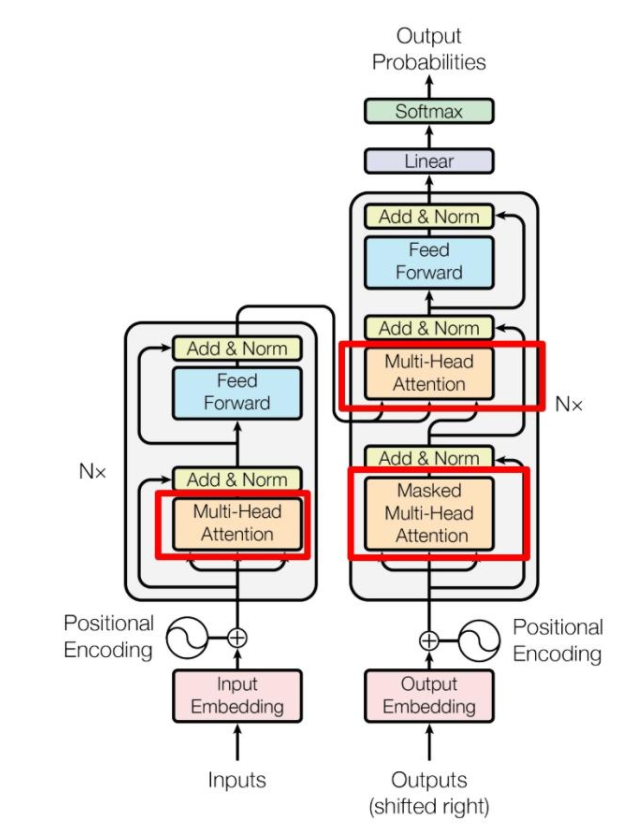 Output
Probabilities
Softmax
Linear
Add & Norm
Feed
Forward
Add & Norm
Multi-Head
Attention
Nx
Add & Norm
Masked
Multi-Head
Attention
Add & Norm
Feed
Forward
Nx
Add & Norm
Multi-Head
Attention
Positional
Encoding
Positional
Encoding
Input
Embedding
Output
Embedding
Inputs
Outputs
(shifted right)